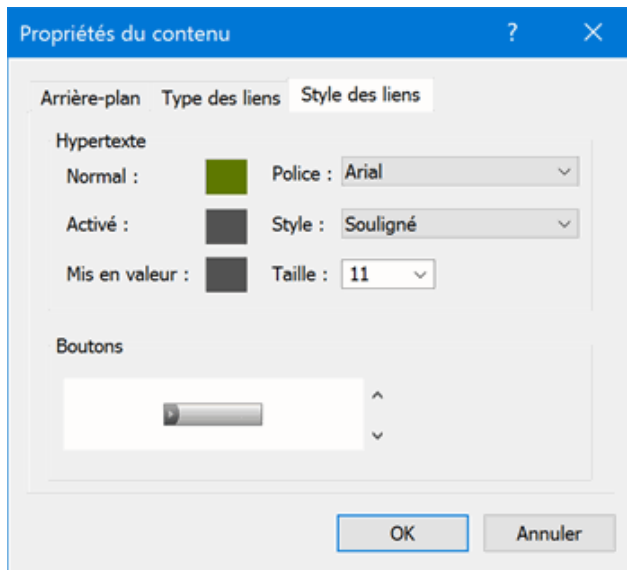 Propriétés du contenu ?
Arrière-plan Type des liens Style des liens
Hypertexte
Normal : Police : Arial
Activé : Style : Souligné
Mis en valeur : Taille : 11
Boutons
OK Annuler